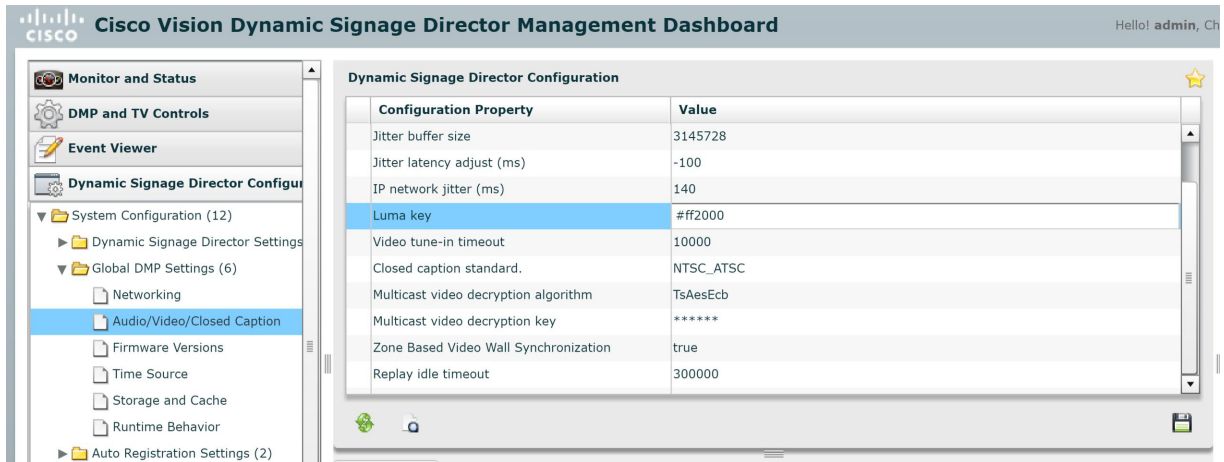 CISCO
Cisco Vision Dynamic Signage Director Management Dashboard
Hello! admin, Ch
Monitor and Status
DMP and TV Controls
Event Viewer
Dynamic Signage Director Configur
System Configuration (12)
Dynamic Signage Director Settings
Global DMP Settings (6)
Networking
Audio/Video/Closed Caption
Firmware Versions
Time Source
Storage and Cache
Runtime Behavior
Auto Registration Settings (2)
Dynamic Signage Director Configuration
Configuration Property Value
Jitter buffer size 3145728
Jitter latency adjust (ms) -100
IP network jitter (ms) 140
Luma key #ff2000
Video tune-in timeout 10000
Closed caption standard. NTSC_ATSC
Multicast video decryption algorithm TsAesEcb
Multicast video decryption key ******
Zone Based Video Wall Synchronization true
Replay idle timeout 300000